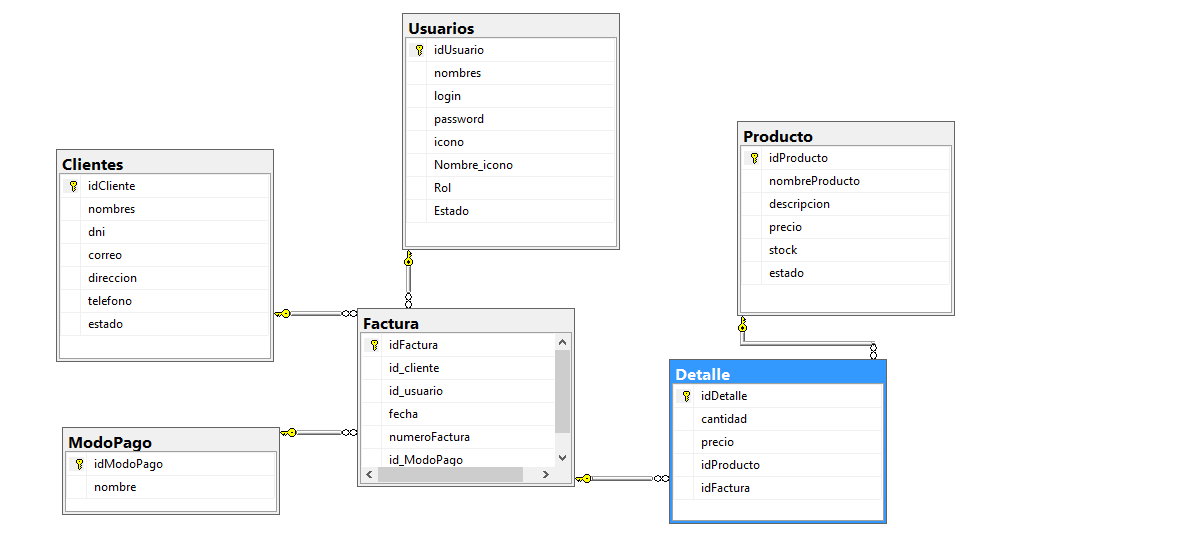 Usuarios
idUsuario
nombres
login
password
icono
Nombre_icono
Rol
Estado
Clientes
idCliente
nombres
dni
correo
direccion
telefono
estado
Producto
idProducto
nombreProducto
descripcion
precio
stock
estado
Factura
idFactura
id_cliente
id_usuario
fecha
numeroFactura
id_ModoPago
ModoPago
idModoPago
nombre
Detalle
idDetalle
cantidad
precio
idProducto
idFactura